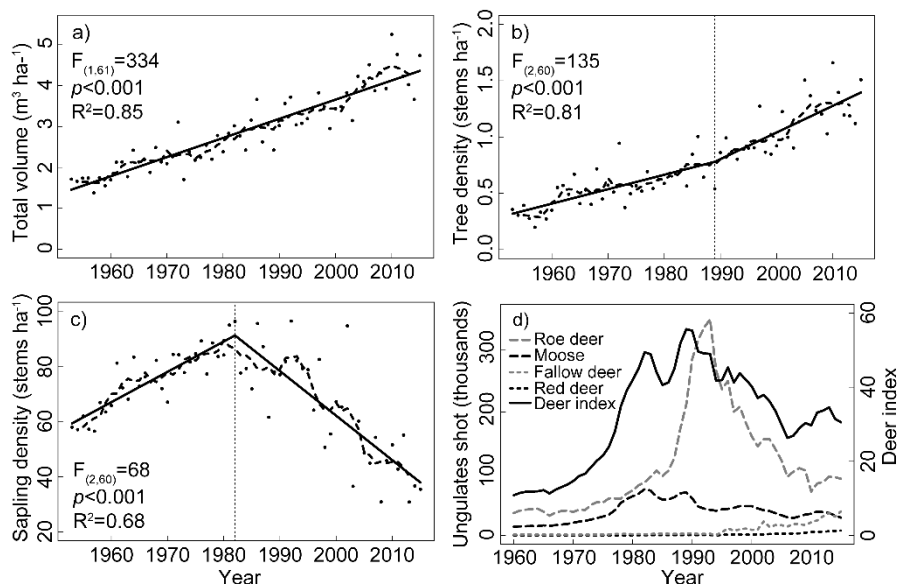 a)
F(1.61)=334
p<0.001
R²=0.85
Total volume (m³ ha-¹)
0 1 2 3 4 5
1960 1970 1980 1990 2000 2010
b)
F(2,60)=135
p<0.001
R²=0.81
Tree density (stems ha-¹)
0.0 0.5 1.0 1.5 2.0
1960 1970 1980 1990 2000 2010
c)
F(2,60)=68
p<0.001
R²=0.68
Sapling density (stems ha-¹)
20 40 60 80 100
1960 1970 1980 1990 2000 2010
Year
d)
Roe deer
Moose
Fallow deer
Red deer
Deer index
Ungulates shot (thousands)
0 100 200 300
Deer index
0 20 40 60
1960 1970 1980 1990 2000 2010
Year